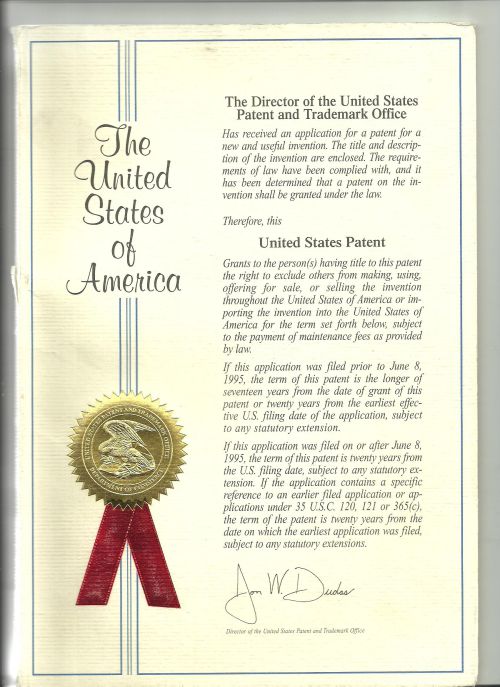 The
United
States
of
America
The Director of the United States
Patent and Trademark Office
Has received an application for a patent for a
new and useful invention. The title and descrip-
tion of the invention are enclosed. The require-
ments of law have been complied with, and it
has been determined that a patent on the in-
vention shall be granted under the law.
Therefore, this
United States Patent
Grants to the person(s) having title to this patent
the right to exclude others from making, using,
offering for sale, or selling the invention
throughout the United States of America or im-
porting the invention into the United States of
America for the term set forth below, subject
to the payment of maintenance fees as provided
by law.
If this application was filed prior to June 8,
1995, the term of this patent is the longer of
seventeen years from the date of grant of this
patent or twenty years from the earliest effec-
tive U.S. filing date of the application, subject
to any statutory extension.
If this application was filed on or after June 8,
1995, the term of this patent is twenty years from
the U.S. filing date, subject to any statutory ex-
tension. If the application contains a specific
reference to an earlier filed application or ap-
plications under 35 U.S.C. 120, 121 or 365(c),
the term of the patent is twenty years from the
date on which the earliest application was filed,
subject to any statutory extensions.
Jon W. Dudas
Director of the United States Patent and Trademark Office